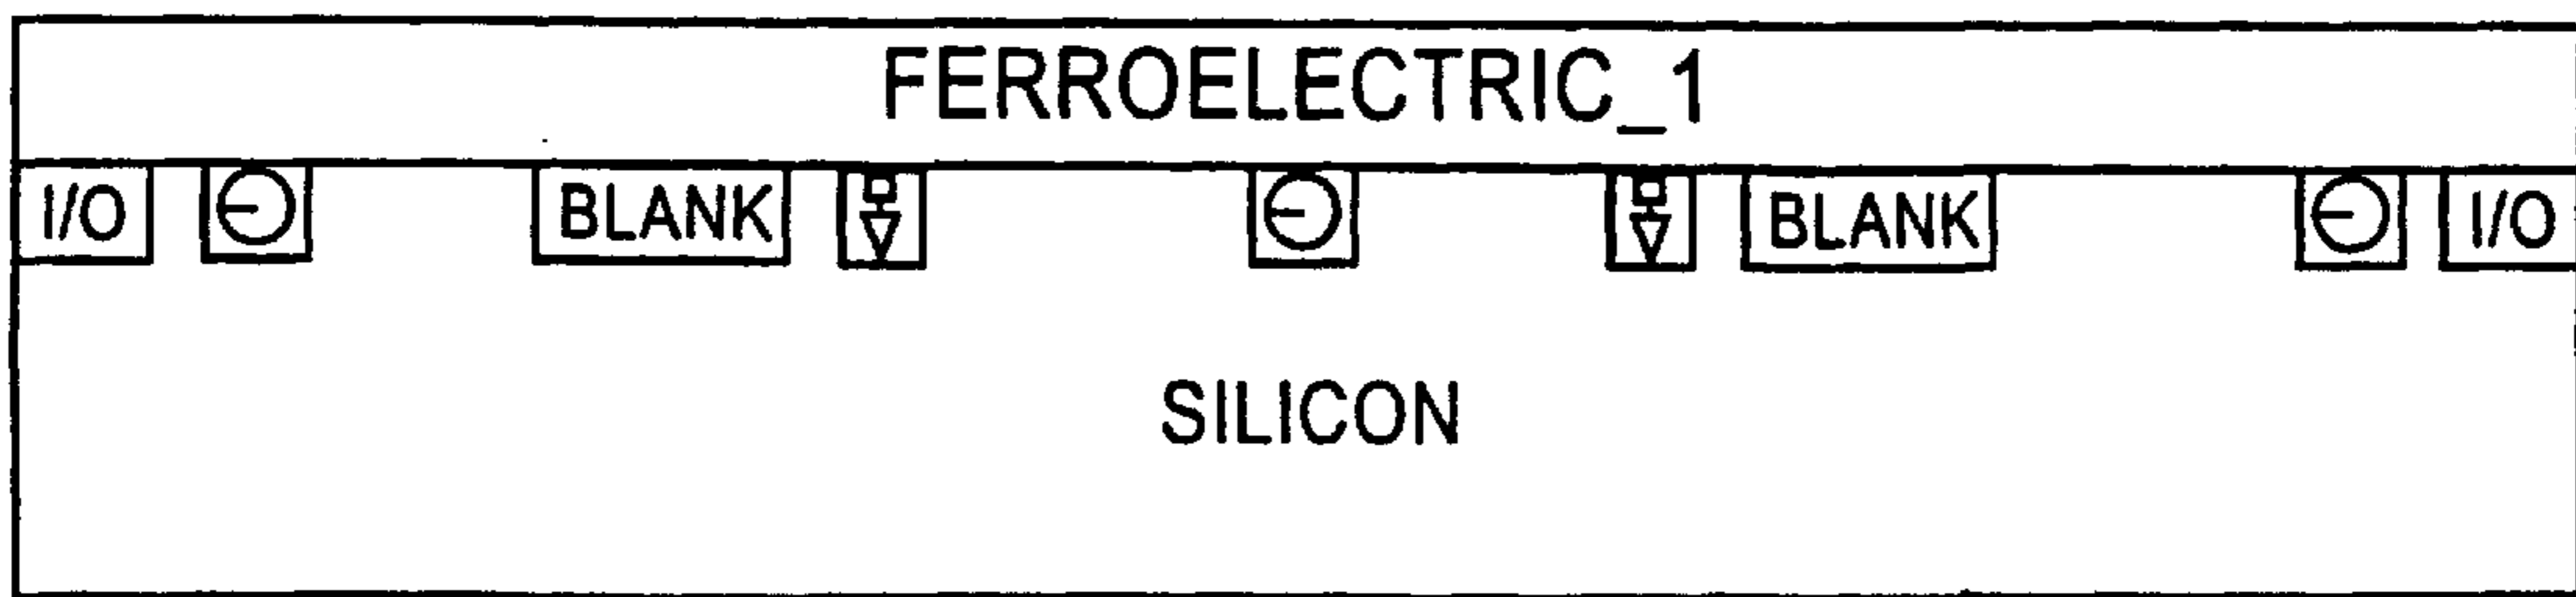 FERROELECTRIC_1
I/O BLANK BLANK I/O
SILICON